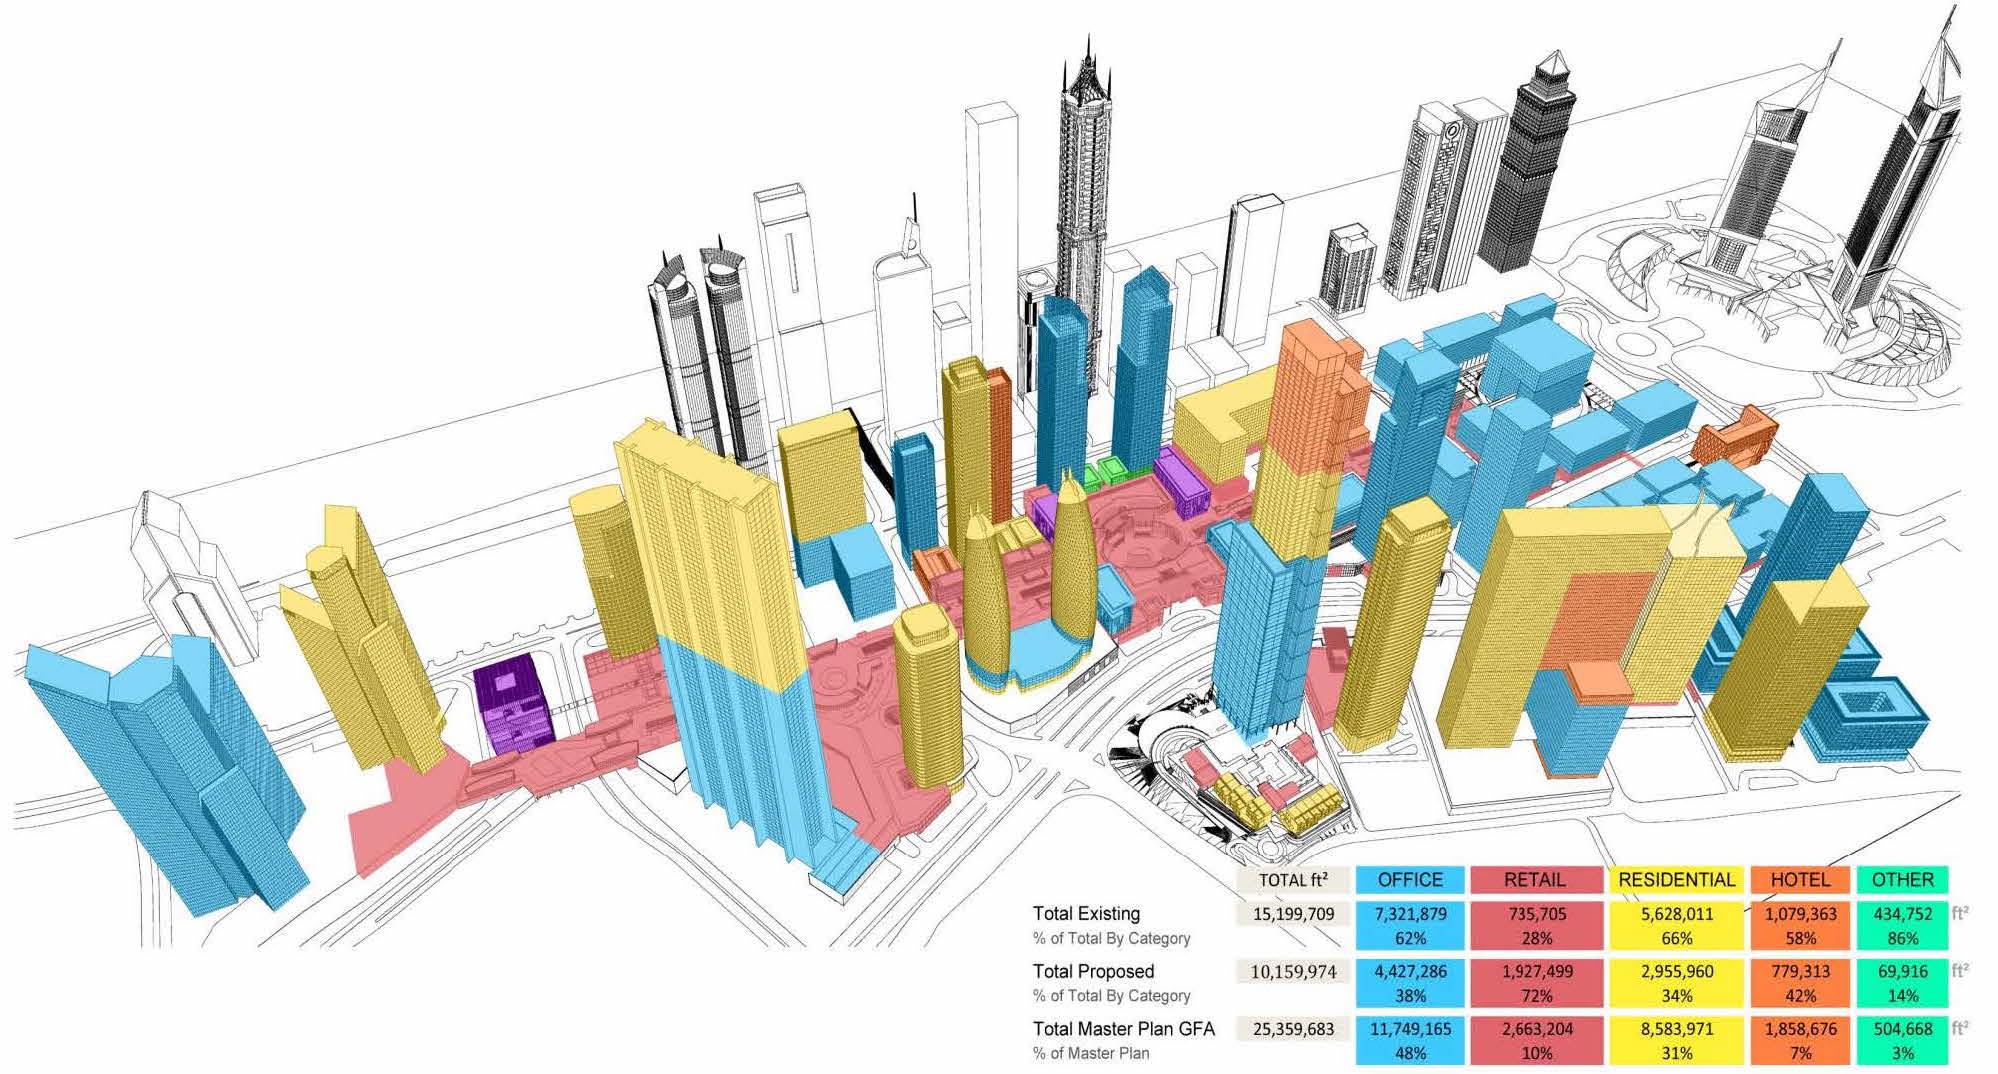 TOTAL ft² OFFICE RETAIL RESIDENTIAL HOTEL OTHER
Total Existing 15,199,709 7,321,879 735,705 5,628,011 1,079,363 434,752 ft²
% of Total By Category 62% 28% 66% 58% 86%
Total Proposed 10,159,974 4,427,286 1,927,499 2,955,960 779,313 69,916 ft²
% of Total By Category 38% 72% 34% 42% 14%
Total Master Plan GFA 25,359,683 11,749,165 2,663,204 8,583,971 1,858,676 504,668 ft²
% of Master Plan 48% 10% 31% 7% 3%